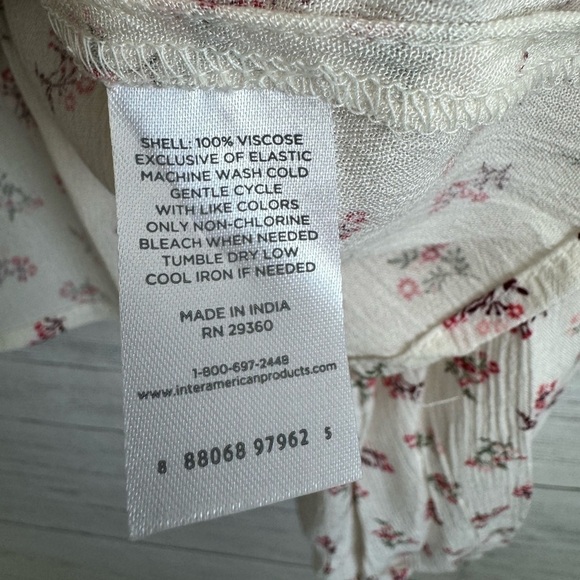 SHELL: 100% VISCOSE
EXCLUSIVE OF ELASTIC
MACHINE WASH COLD
GENTLE CYCLE
WITH LIKE COLORS
ONLY NON-CHLORINE
BLEACH WHEN NEEDED
TUMBLE DRY LOW
COOL IRON IF NEEDED
MADE IN INDIA
RN 29360
1-800-697-2448
www.interamericanproducts.com
8 88068 97962 5